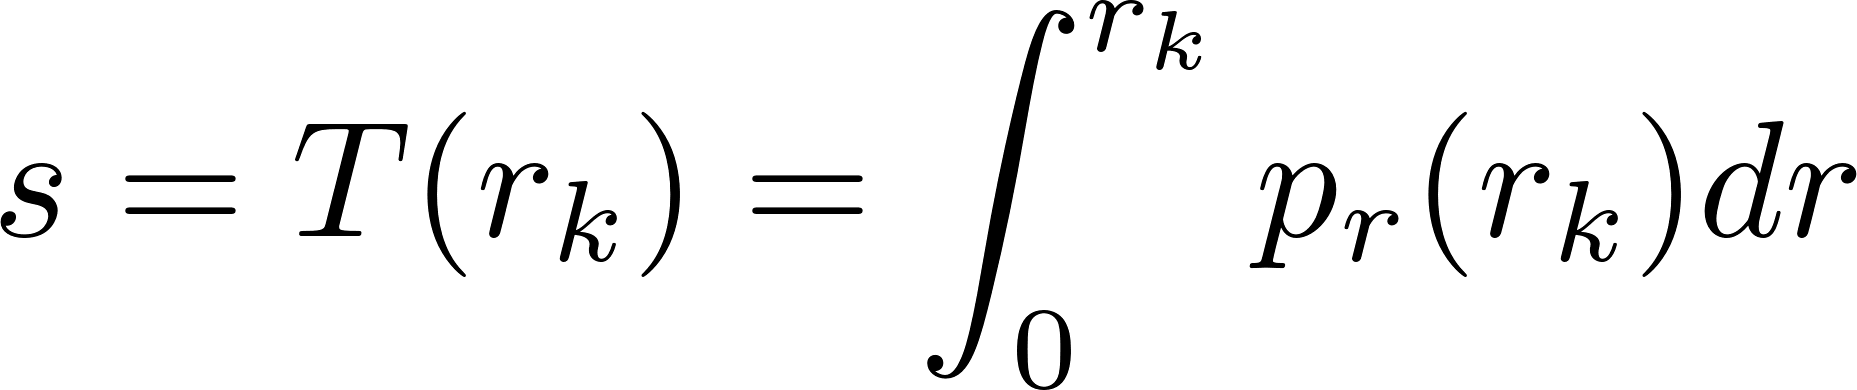 s = T(r_k) = \int_0^{r_k} p_r(r_k)dr